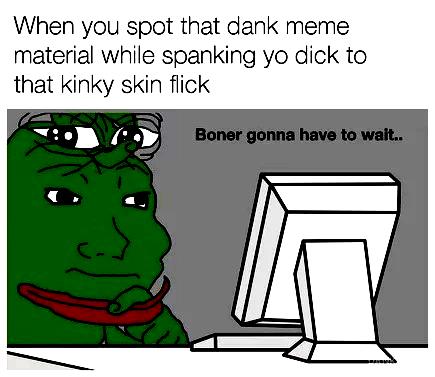 When you spot that dank meme
material while spanking yo dick to
that kinky skin flick
Boner gonna have to wait..